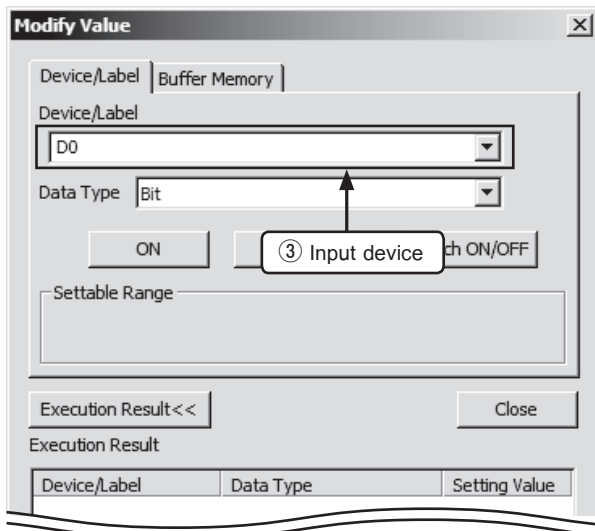 Modify Value
Device/Label Buffer Memory
Device/Label
D0
Data Type Bit
ON ch ON/OFF
③ Input device
Settable Range
Execution Result<< Close
Execution Result
Device/Label Data Type Setting Value